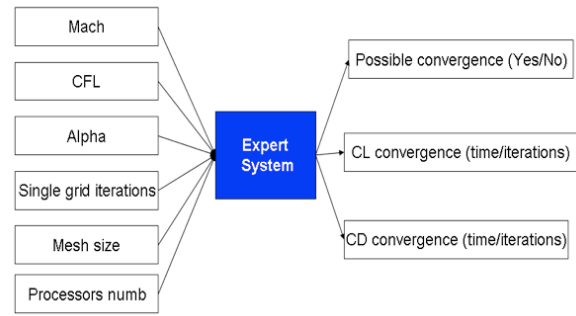 Mach
CFL
Alpha
Single grid iterations
Mesh size
Processors numb
Expert
System
Possible convergence (Yes/No)
CL convergence (time/iterations)
CD convergence (time/iterations)